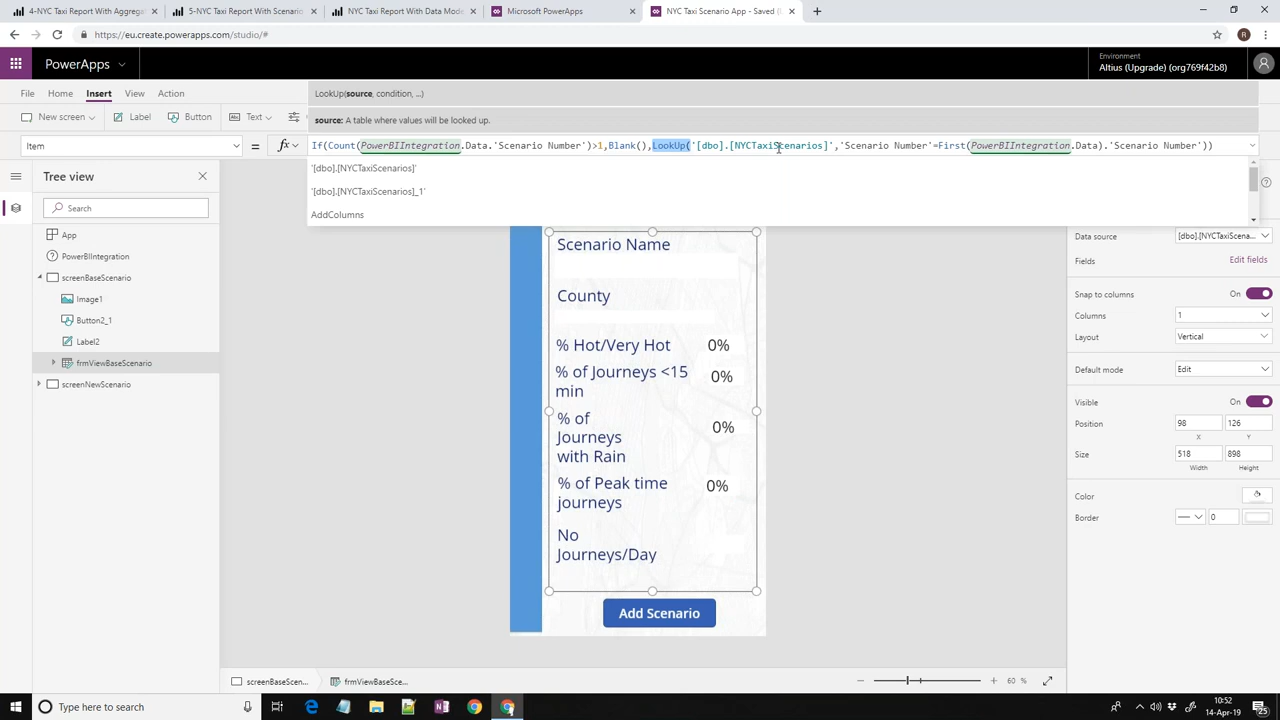 4-NYC Taxi Report With Aggrega
5-NYC Taxi Report With Scenario
NYC Taxi Report With Data Mode
Microsoft PowerApps
NYC Taxi Scenario App - Saved (
https://eu.create.powerapps.com/studio/#
R
PowerApps
Environment
Altius (Upgrade) (org769f42b8)
File Home Insert View Action
LookUp(source, condition, ...)
New screen Label Button Text
source: A table where values will be looked up.
Item = fx If(Count(PowerBIIntegration.Data.'Scenario Number')>1,Blank(),LookUp('[dbo].[NYCTaxiScenarios]','Scenario Number'=First(PowerBIIntegration.Data).'Scenario Number'))
'[dbo].[NYCTaxiScenarios]'
'[dbo].[NYCTaxiScenarios]_1'
AddColumns
Tree view
Search
App
PowerBIIntegration
screenBaseScenario
Image1
Button2_1
Label2
frmViewBaseScenario
screenNewScenario
Scenario Name
County
% Hot/Very Hot 0%
% of Journeys <15
min
0%
% of
Journeys
with Rain
0%
% of Peak time
journeys
0%
No
Journeys/Day
Add Scenario
Data source [dbo].[NYCTaxiScena...
Fields Edit fields
Snap to columns On
Columns 1
Layout Vertical
Default mode Edit
Visible On
Position 98 126
X Y
Size 518 898
Width Height
Color
Border 0
screenBaseScen...
frmViewBaseSce...
60 %
Type here to search
10:52
14-Apr-19
25